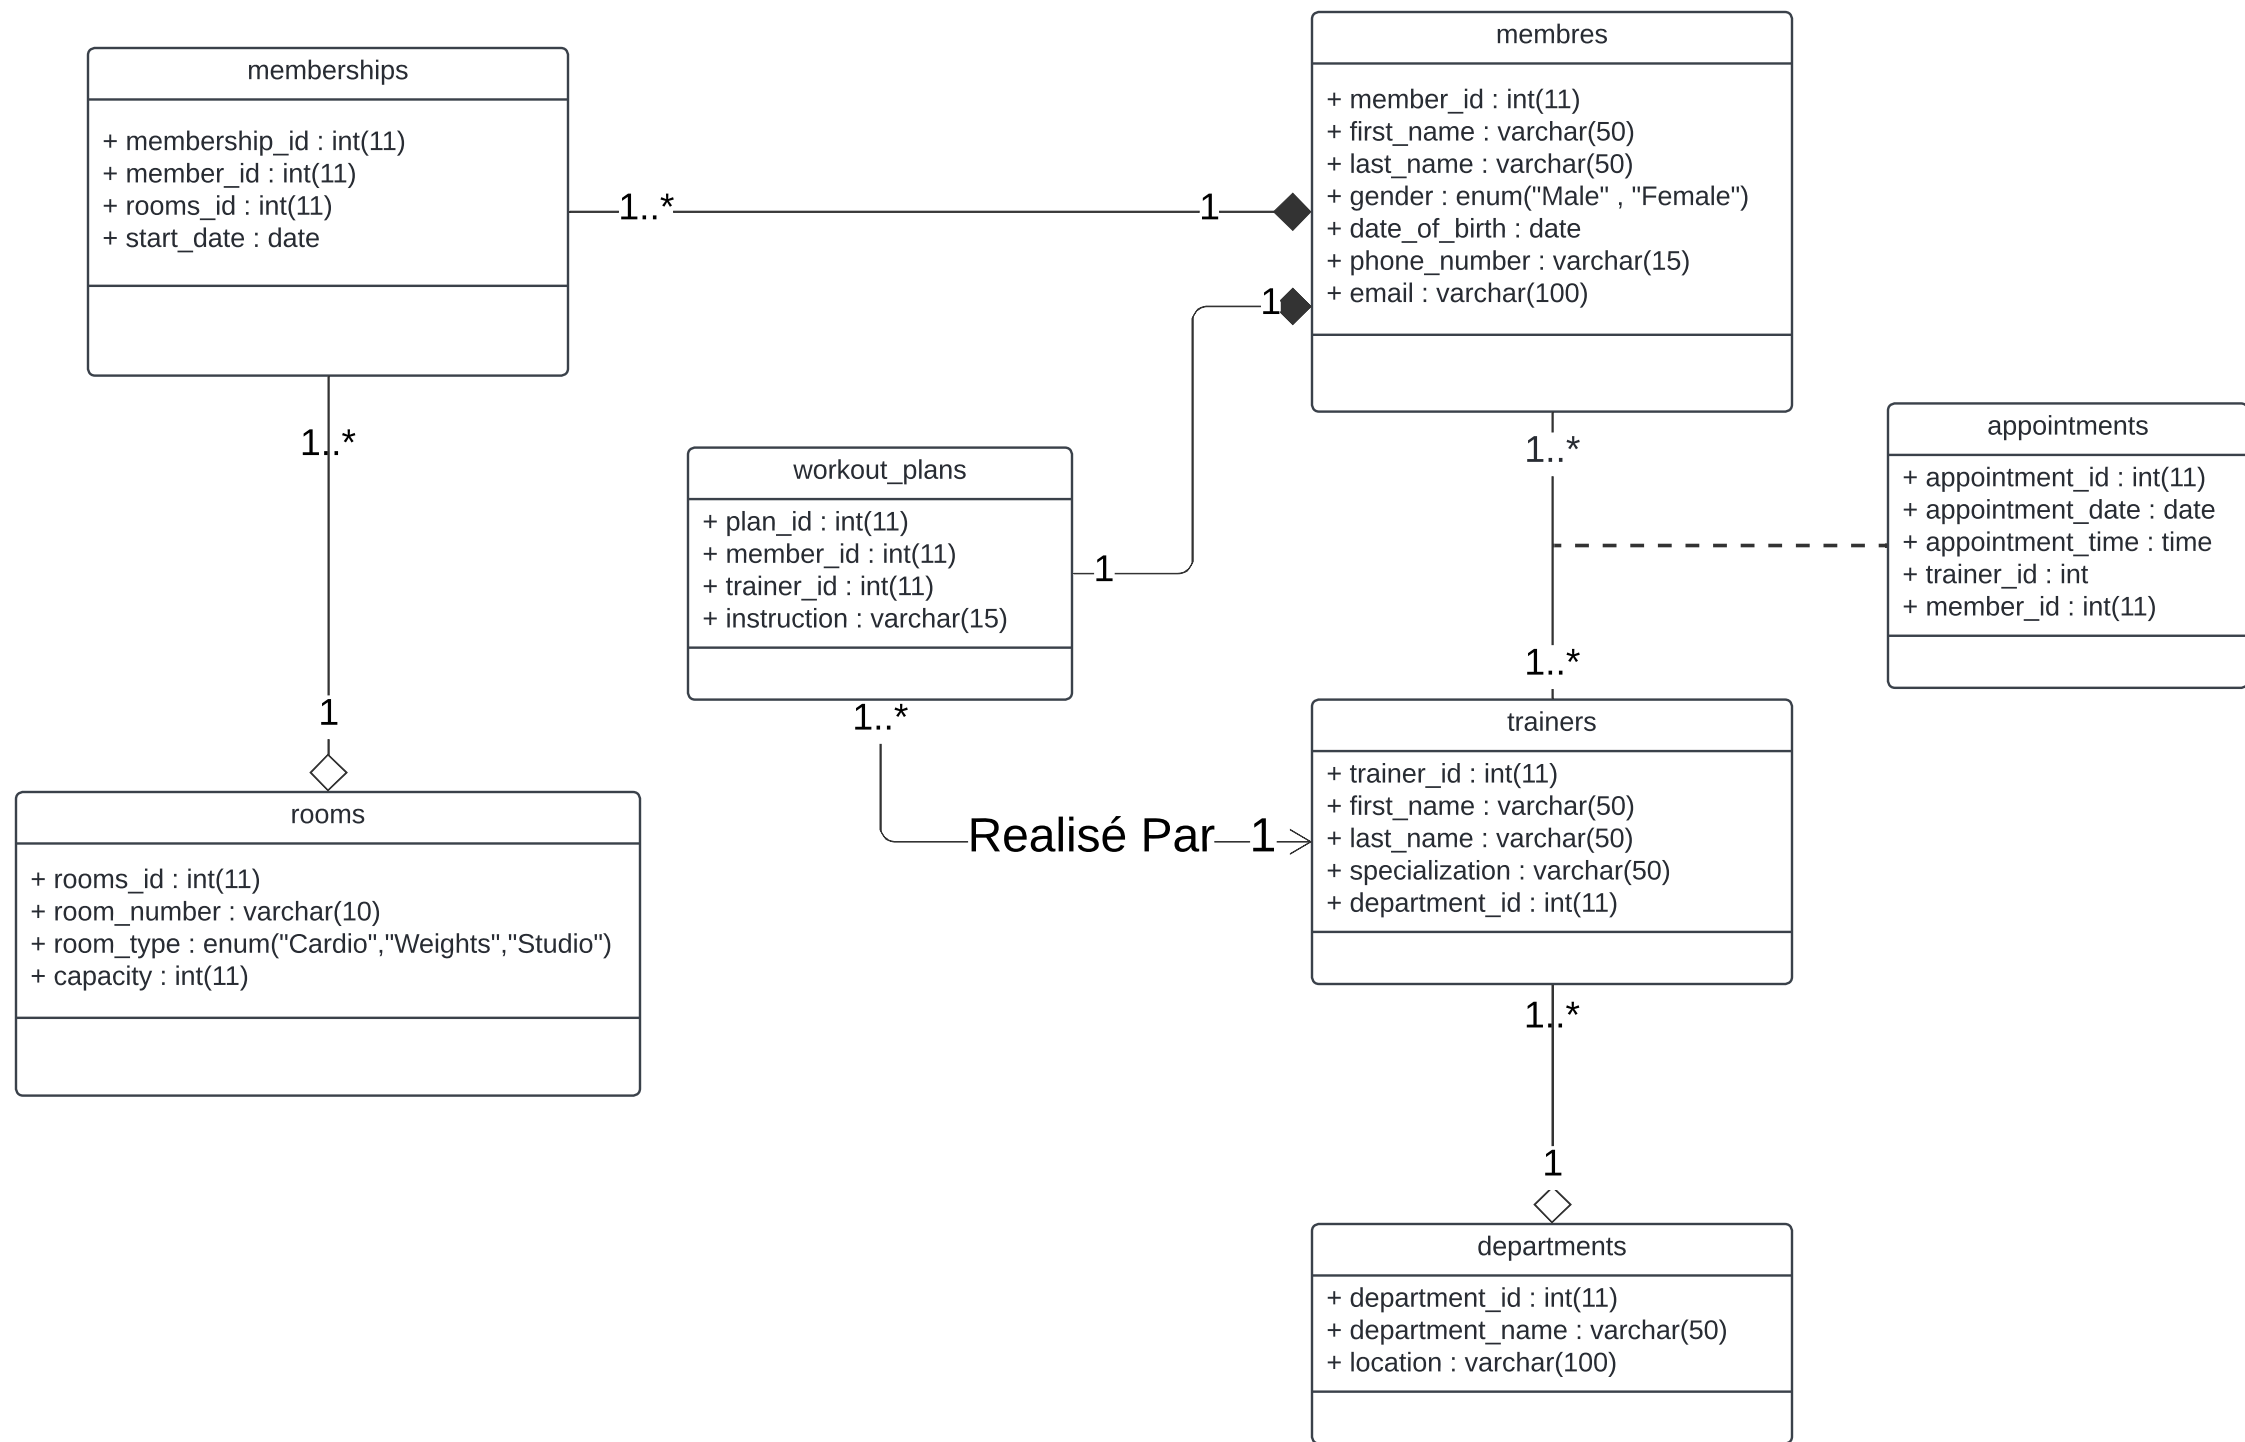 memberships
+ membership_id : int(11)
+ member_id : int(11)
+ rooms_id : int(11)
+ start_date : date
1..*
1
membres
+ member_id : int(11)
+ first_name : varchar(50)
+ last_name : varchar(50)
+ gender : enum("Male" , "Female")
+ date_of_birth : date
+ phone_number : varchar(15)
+ email : varchar(100)
1
1..*
1
workout_plans
+ plan_id : int(11)
+ member_id : int(11)
+ trainer_id : int(11)
+ instruction : varchar(15)
1
1..*
1..*
appointments
+ appointment_id : int(11)
+ appointment_date : date
+ appointment_time : time
+ trainer_id : int
+ member_id : int(11)
1..*
Realisé Par
1
trainers
+ trainer_id : int(11)
+ first_name : varchar(50)
+ last_name : varchar(50)
+ specialization : varchar(50)
+ department_id : int(11)
rooms
+ rooms_id : int(11)
+ room_number : varchar(10)
+ room_type : enum("Cardio","Weights","Studio")
+ capacity : int(11)
1..*
1
departments
+ department_id : int(11)
+ department_name : varchar(50)
+ location : varchar(100)